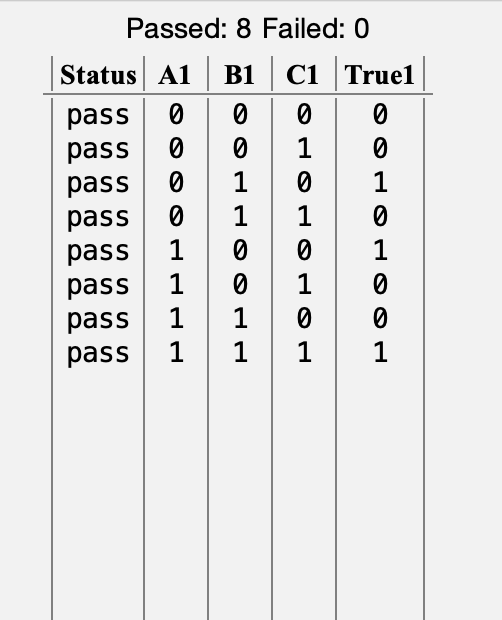 Passed: 8 Failed: 0
Status A1 B1 C1 True1
pass 0 0 0 0
pass 0 0 1 0
pass 0 1 0 1
pass 0 1 1 0
pass 1 0 0 1
pass 1 0 1 0
pass 1 1 0 0
pass 1 1 1 1